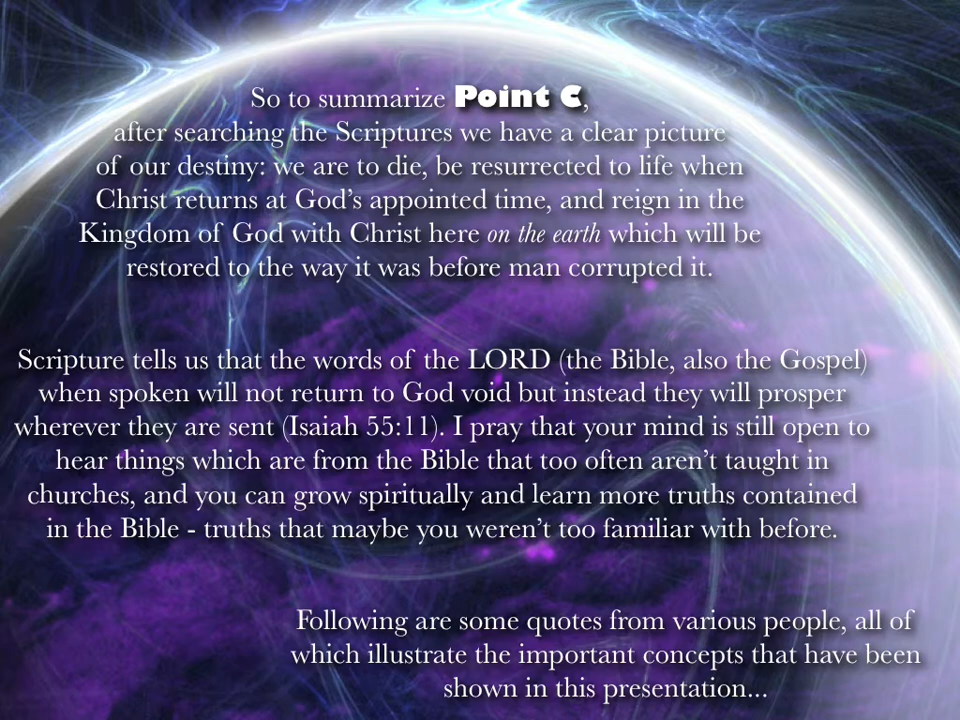 So to summarize Point C,
after searching the Scriptures we have a clear picture
of our destiny: we are to die, be resurrected to life when
Christ returns at God’s appointed time, and reign in the
Kingdom of God with Christ here on the earth which will be
restored to the way it was before man corrupted it.
Scripture tells us that the words of the LORD (the Bible, also the Gospel)
when spoken will not return to God void but instead they will prosper
wherever they are sent (Isaiah 55:11). I pray that your mind is still open to
hear things which are from the Bible that too often aren’t taught in
churches, and you can grow spiritually and learn more truths contained
in the Bible - truths that maybe you weren’t too familiar with before.
Following are some quotes from various people, all of
which illustrate the important concepts that have been
shown in this presentation...